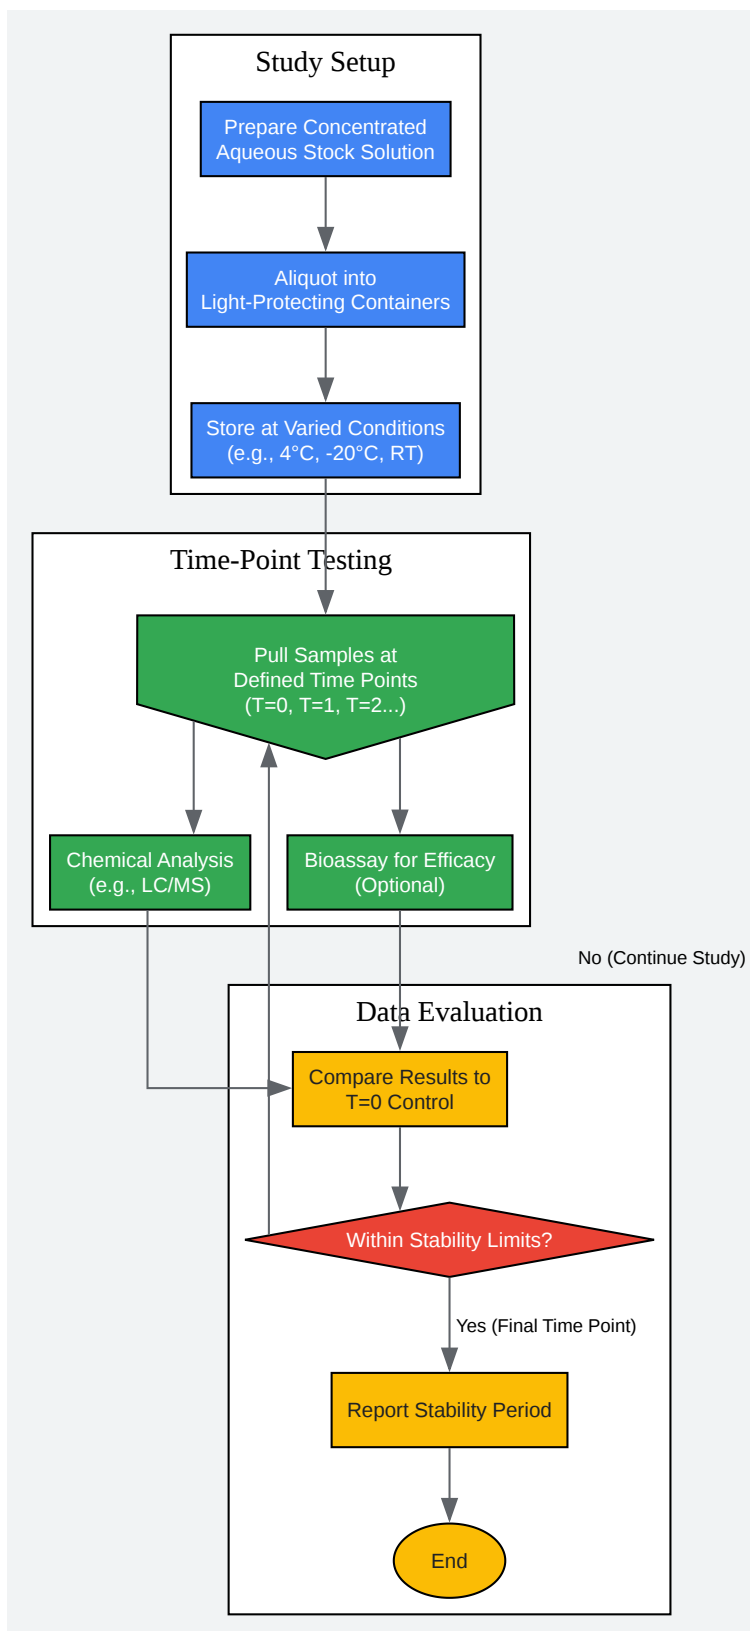 Study Setup
Prepare Concentrated
Aqueous Stock Solution
Aliquot into
Light-Protecting Containers
Store at Varied Conditions
(e.g., 4°C, -20°C, RT)
Time-Point Testing
Pull Samples at
Defined Time Points
(T=0, T=1, T=2...)
Chemical Analysis
(e.g., LC/MS)
Bioassay for Efficacy
(Optional)
No (Continue Study)
Data Evaluation
Compare Results to
T=0 Control
Within Stability Limits?
Yes (Final Time Point)
Report Stability Period
End